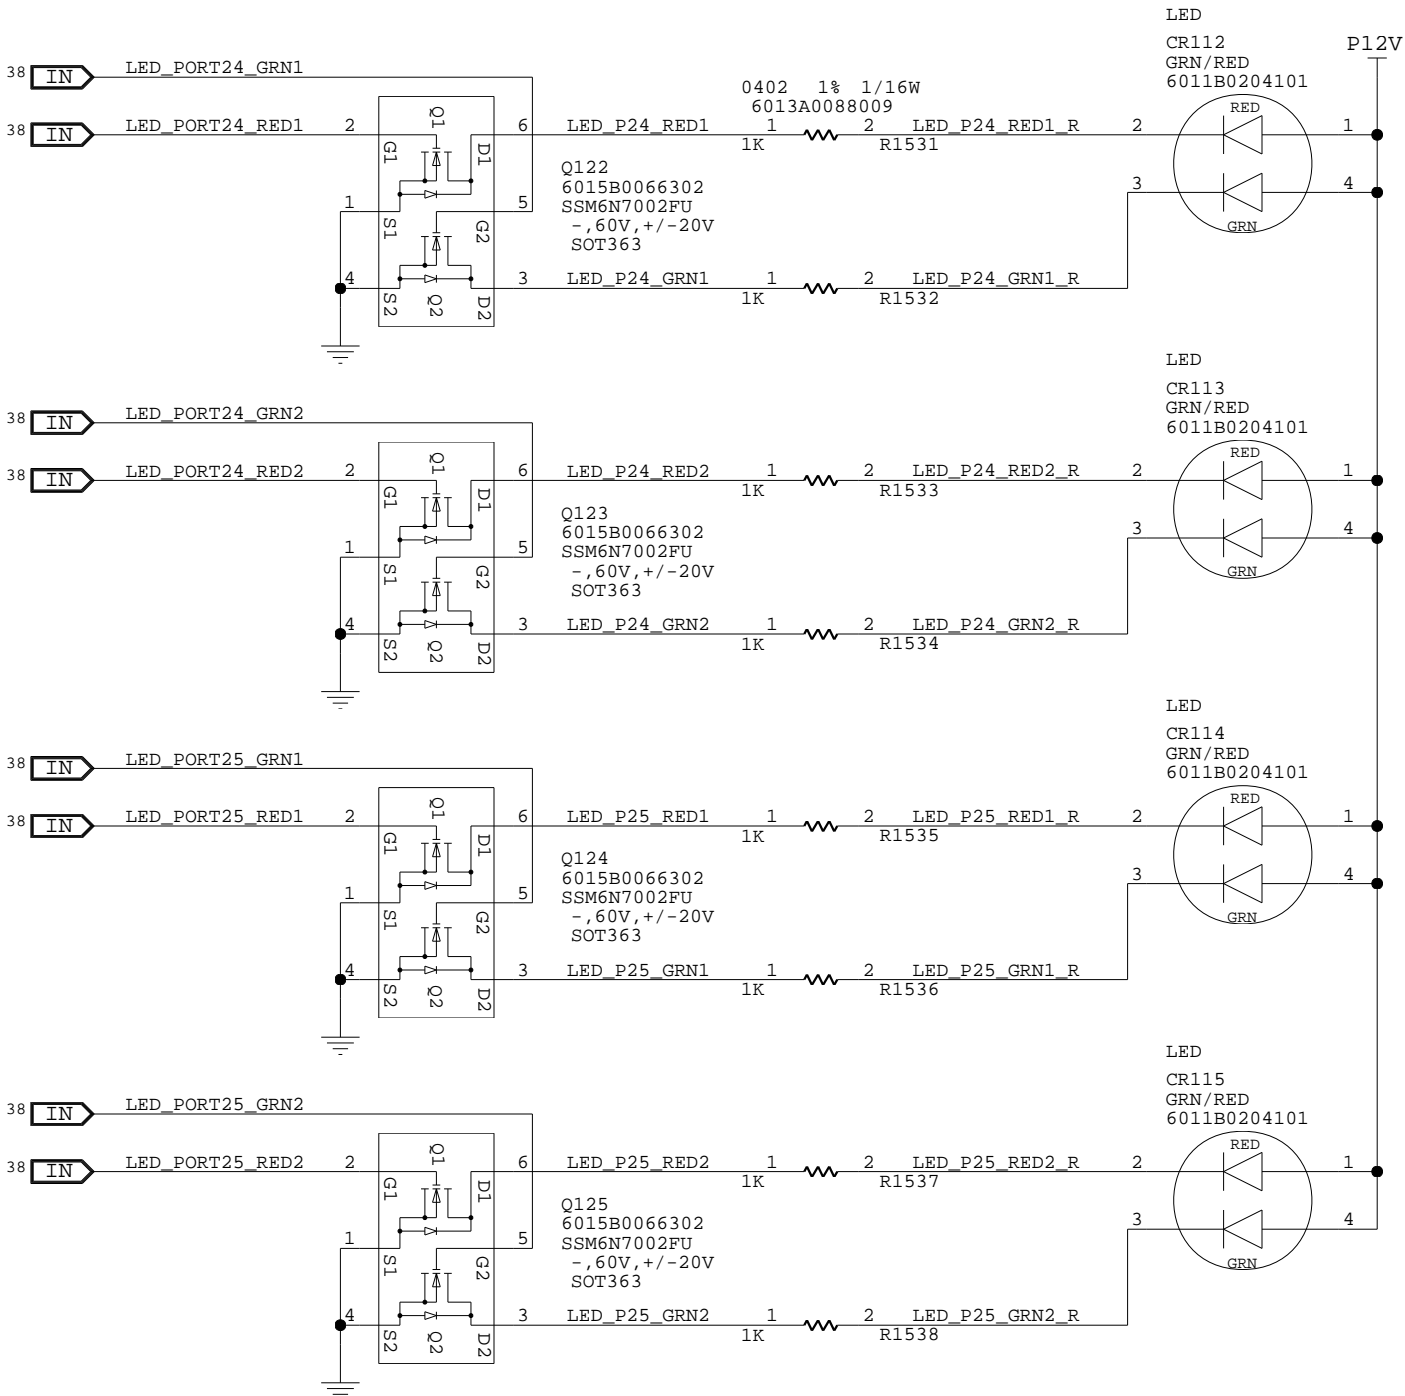 LED
CR112
GRN/RED
6011B0204101
P12V
38 IN LED_PORT24_GRN1
0402 1% 1/16W
6013A0088009
RED
38 IN LED_PORT24_RED1 2 Q1 6 LED_P24_RED1 1 2 LED_P24_RED1_R 2 1
G1 D1 1K R1531
Q122
6015B0066302
SSM6N7002FU
-,60V,+/-20V
SOT363
3 4
1 5
S1 G2 GRN
4 3 LED_P24_GRN1 1 2 LED_P24_GRN1_R
S2 Q2 D2 1K R1532
LED
CR113
GRN/RED
6011B0204101
38 IN LED_PORT24_GRN2
RED
38 IN LED_PORT24_RED2 2 Q1 6 LED_P24_RED2 1 2 LED_P24_RED2_R 2 1
G1 D1 1K R1533
Q123
6015B0066302
SSM6N7002FU
-,60V,+/-20V
SOT363
3 4
1 5
S1 G2 GRN
4 3 LED_P24_GRN2 1 2 LED_P24_GRN2_R
S2 Q2 D2 1K R1534
LED
CR114
GRN/RED
6011B0204101
38 IN LED_PORT25_GRN1
RED
38 IN LED_PORT25_RED1 2 Q1 6 LED_P25_RED1 1 2 LED_P25_RED1_R 2 1
G1 D1 1K R1535
Q124
6015B0066302
SSM6N7002FU
-,60V,+/-20V
SOT363
3 4
1 5
S1 G2 GRN
4 3 LED_P25_GRN1 1 2 LED_P25_GRN1_R
S2 Q2 D2 1K R1536
LED
CR115
GRN/RED
6011B0204101
38 IN LED_PORT25_GRN2
RED
38 IN LED_PORT25_RED2 2 Q1 6 LED_P25_RED2 1 2 LED_P25_RED2_R 2 1
G1 D1 1K R1537
Q125
6015B0066302
SSM6N7002FU
-,60V,+/-20V
SOT363
3 4
1 5
S1 G2 GRN
4 3 LED_P25_GRN2 1 2 LED_P25_GRN2_R
S2 Q2 D2 1K R1538